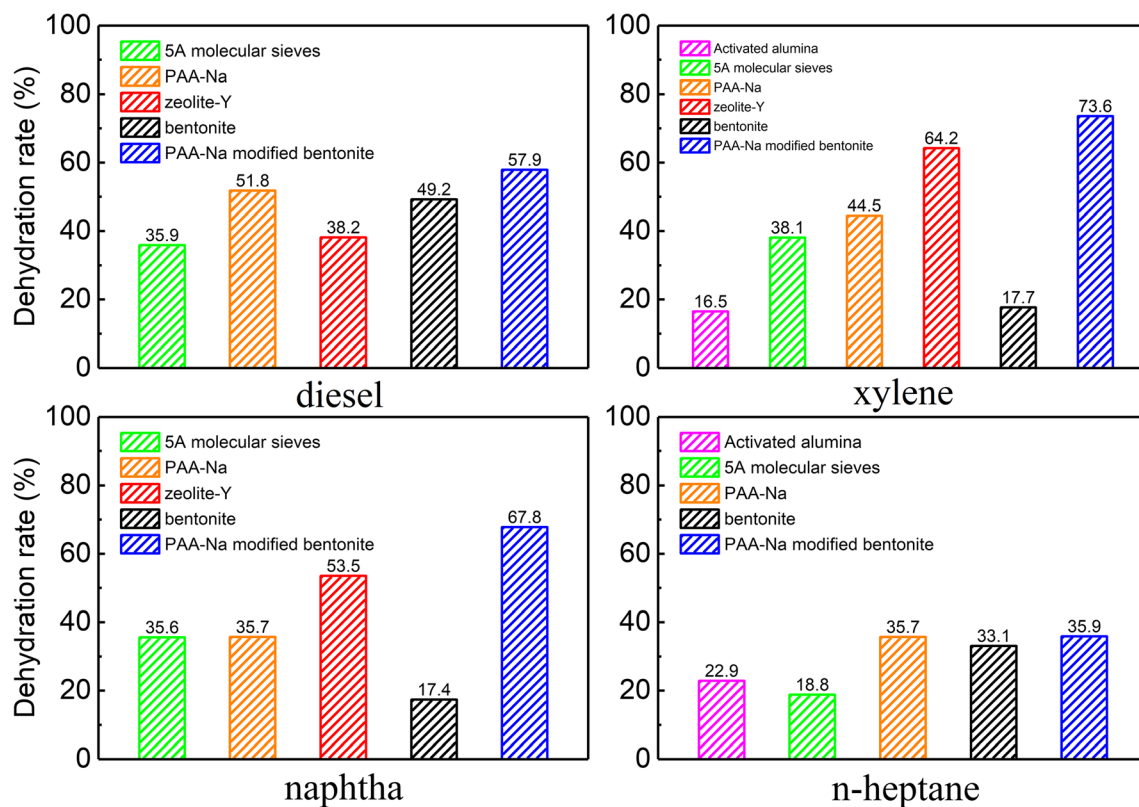 100
80
60
40
20
0
Dehydration rate (%)
5A molecular sieves
PAA-Na
zeolite-Y
bentonite
PAA-Na modified bentonite
35.9
51.8
38.2
49.2
57.9
diesel
100
80
60
40
20
0
Activated alumina
5A molecular sieves
PAA-Na
zeolite-Y
bentonite
PAA-Na modified bentonite
16.5
38.1
44.5
64.2
17.7
73.6
xylene
100
80
60
40
20
0
Dehydration rate (%)
5A molecular sieves
PAA-Na
zeolite-Y
bentonite
PAA-Na modified bentonite
35.6
35.7
53.5
17.4
67.8
naphtha
100
80
60
40
20
0
Activated alumina
5A molecular sieves
PAA-Na
bentonite
PAA-Na modified bentonite
22.9
18.8
35.7
33.1
35.9
n-heptane